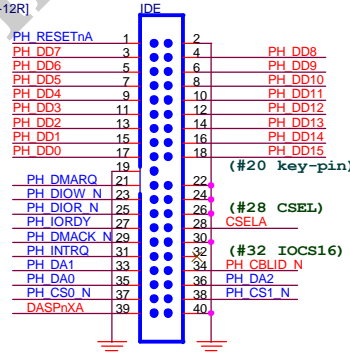 -12R]
IDE
PH_RESETnA 1 2
PH_DD7 3 4 PH_DD8
PH_DD6 5 6 PH_DD9
PH_DD5 7 8 PH_DD10
PH_DD4 9 10 PH_DD11
PH_DD3 11 12 PH_DD12
PH_DD2 13 14 PH_DD13
PH_DD1 15 16 PH_DD14
PH_DD0 17 18 PH_DD15
19 (#20 key-pin)
PH_DMARQ 21 22
PH_DIOW_N 23 24
PH_DIOR_N 25 26 (#28 CSEL)
PH_IORDY 27 28 CSELA
PH_DMACK_N 29 30
PH_INTRQ 31 32 (#32 IOCS16)
PH_DA1 33 34 PH_CBLID_N
PH_DA0 35 36 PH_DA2
PH_CS0_N 37 38 PH_CS1_N
DASPnXA 39 40